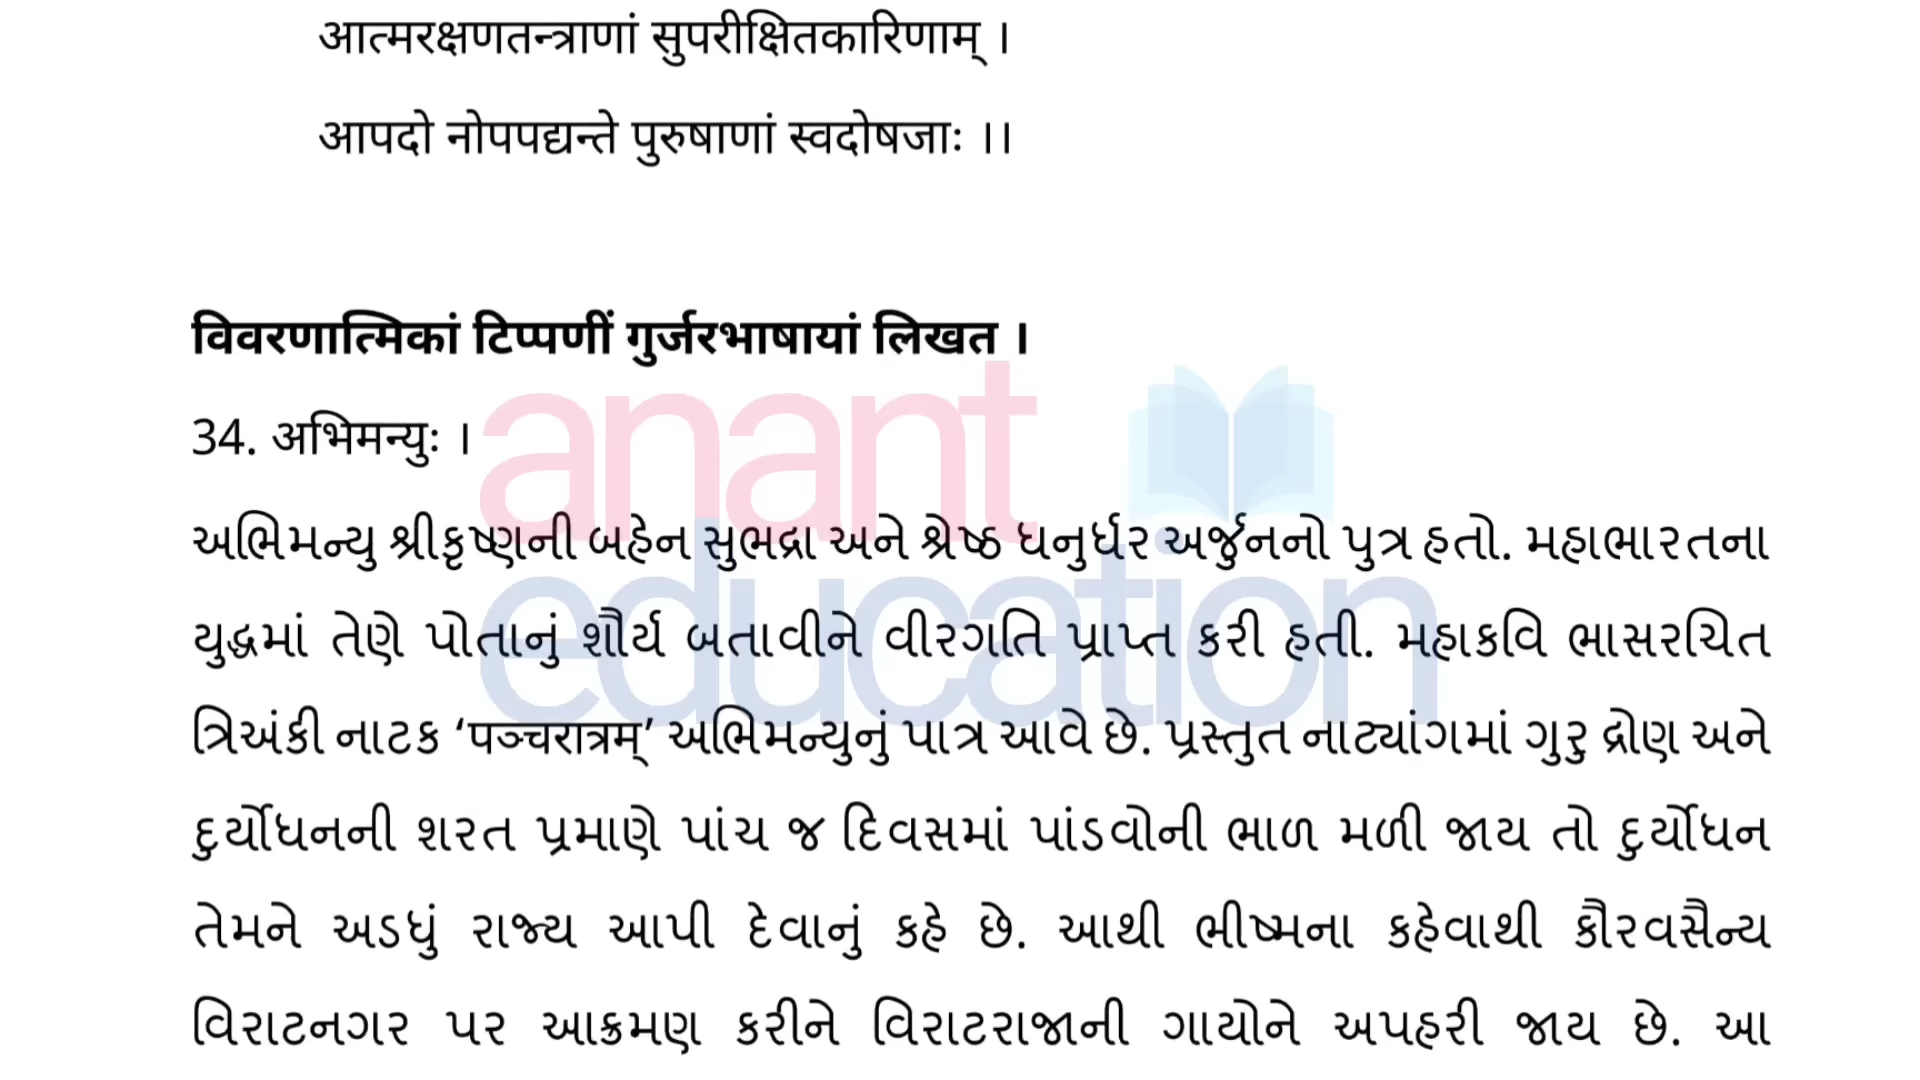 आत्मरक्षणतन्त्राणां सुपरीक्षितकारिणाम् ।
आपदो नोपपद्यन्ते पुरुषाणां स्वदोषजाः ।।
विवरणात्मिकां टिप्पणीं गुर्जरभाषायां लिखत ।
34. अभिमन्युः ।
અભિમન્યુ શ્રીકૃષ્ણની બહેન સુભદ્રા અને શ્રેષ્ઠ ધનુર્ધર અર્જુનનો પુત્ર હતો. મહાભારતના
યુદ્ધમાં તેણે પોતાનું શૌર્ય બતાવીને વીરગતિ પ્રાપ્ત કરી હતી. મહાકવિ ભાસરચિત
ત્રિઅંકી નાટક ‘पञ्चरात्रम्’ અભિમન્યુનું પાત્ર આવે છે. પ્રસ્તુત નાટ્યાંગમાં ગુરુ દ્રોણ અને
દુર્યોધનની શરત પ્રમાણે પાંચ જ દિવસમાં પાંડવોની ભાળ મળી જાય તો દુર્યોધન
તેમને અડધું રાજ્ય આપી દેવાનું કહે છે. આથી ભીષ્મના કહેવાથી કૌરવસૈન્ય
વિરાટનગર પર આક્રમણ કરીને વિરાટરાજાની ગાયોને અપહરી જાય છે. આ
anant
education